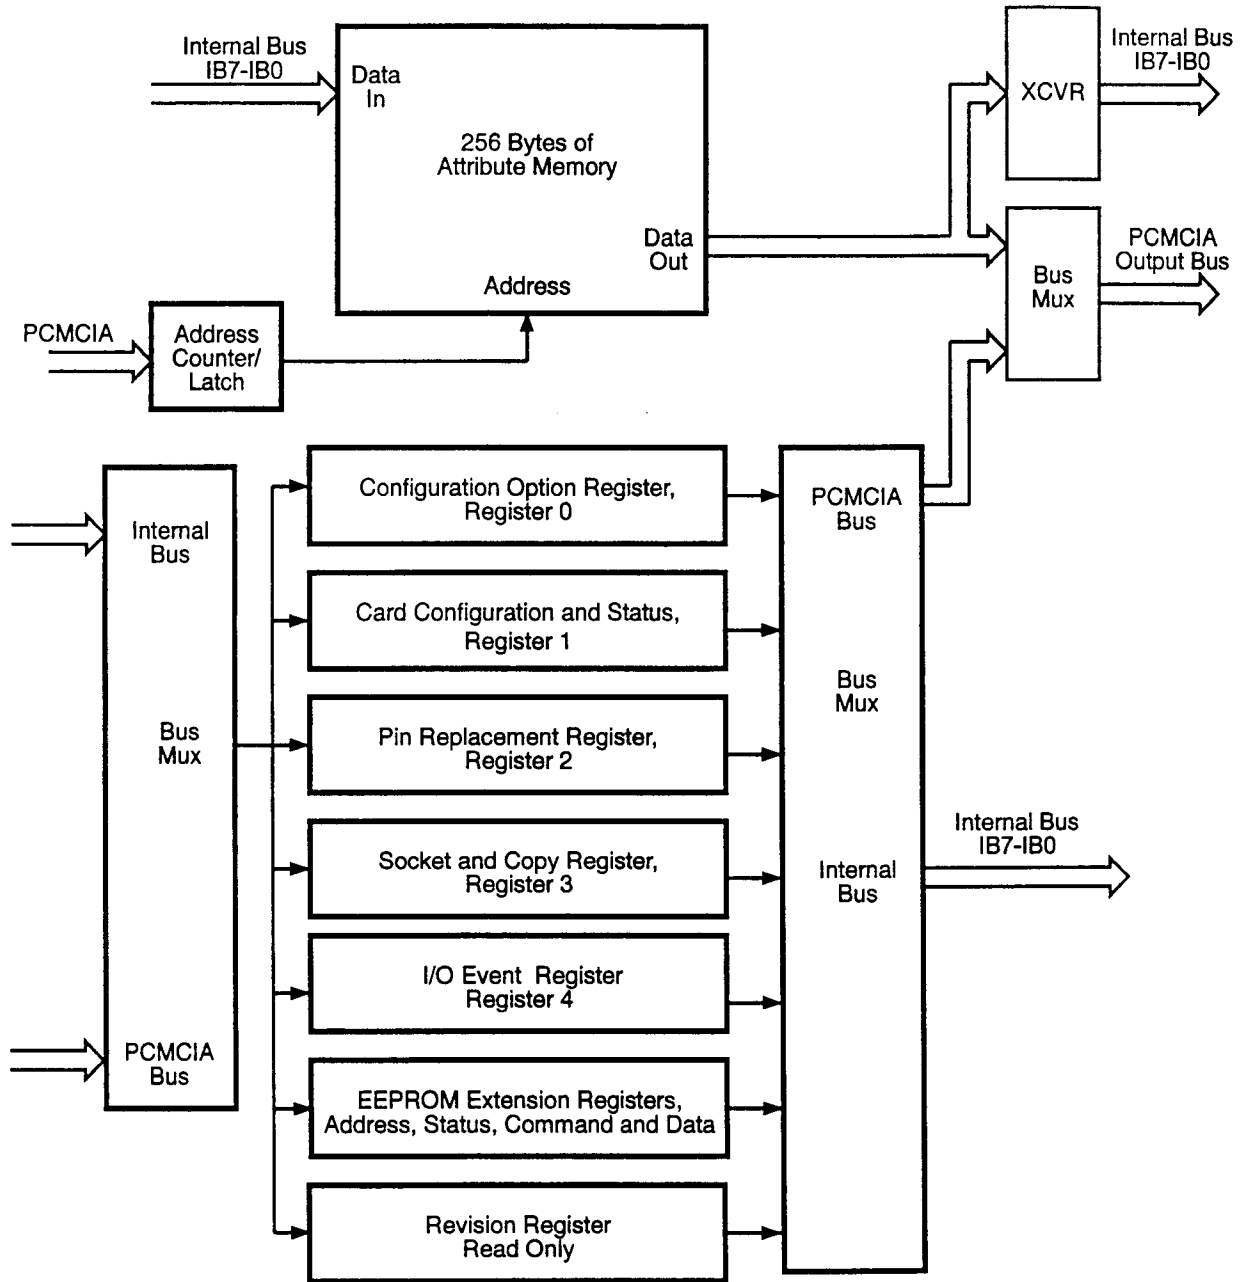 Internal Bus
IB7-IB0
Data
In
256 Bytes of
Attribute Memory
Data
Out
Address
XCVR
Internal Bus
IB7-IB0
Bus
Mux
PCMCIA
Output Bus
PCMCIA
Address
Counter/
Latch
Internal
Bus
Bus
Mux
PCMCIA
Bus
Configuration Option Register,
Register 0
Card Configuration and Status,
Register 1
Pin Replacement Register,
Register 2
Socket and Copy Register,
Register 3
I/O Event Register
Register 4
EEPROM Extension Registers,
Address, Status, Command and Data
Revision Register
Read Only
PCMCIA
Bus
Bus
Mux
Internal
Bus
Internal Bus
IB7-IB0